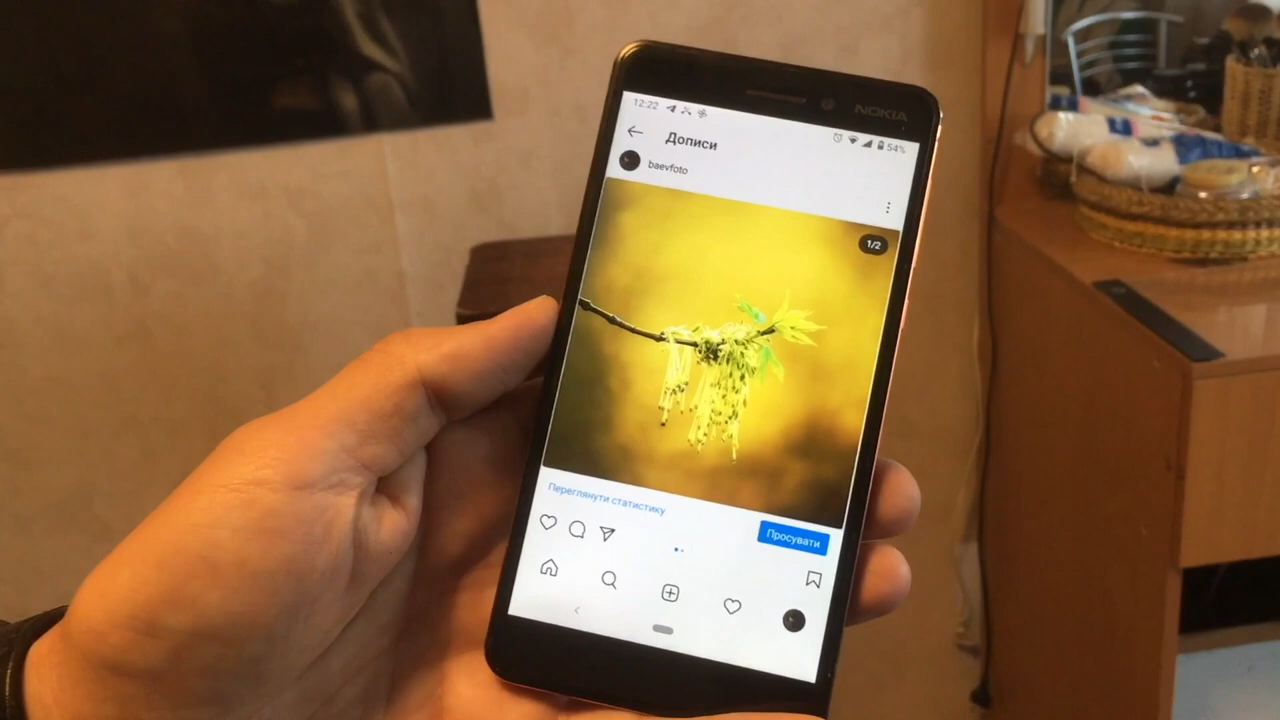 NOKIA
12:22
54%
Дописи
baevfoto
1/2
Переглянути статистику
Просувати